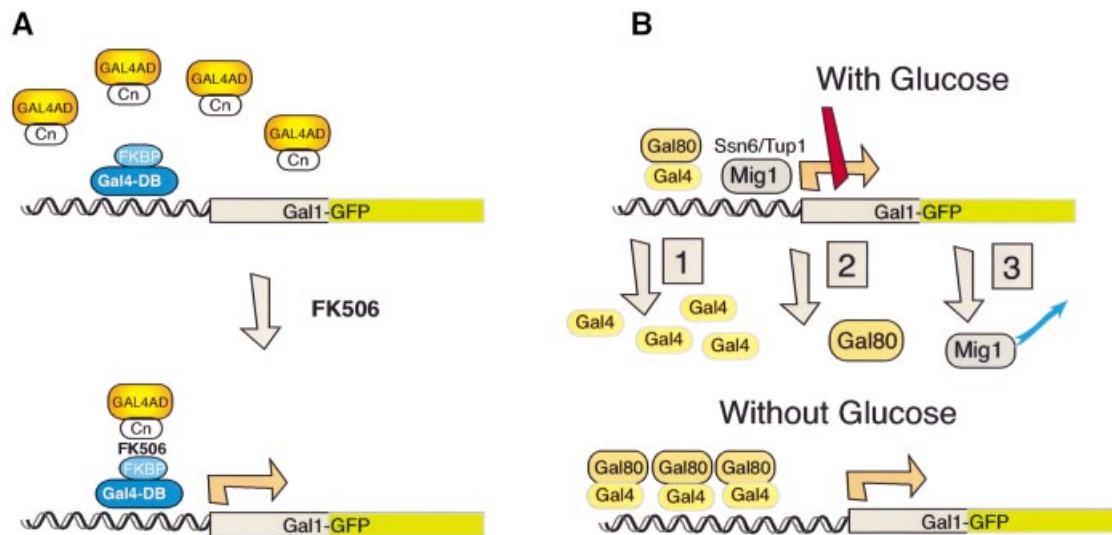 A
GAL4AD
Cn
GAL4AD
Cn
GAL4AD
Cn
GAL4AD
Cn
FKBP
Gal4-DB
Gal1-GFP
FK506
GAL4AD
Cn
FK506
FKBP
Gal4-DB
Gal1-GFP
B
With Glucose
Gal80
Gal4
Ssn6/Tup1
Mig1
Gal1-GFP
1
2
3
Gal4
Gal4
Gal4
Gal4
Gal80
Mig1
Without Glucose
Gal80 Gal80 Gal80
Gal4 Gal4 Gal4
Gal1-GFP